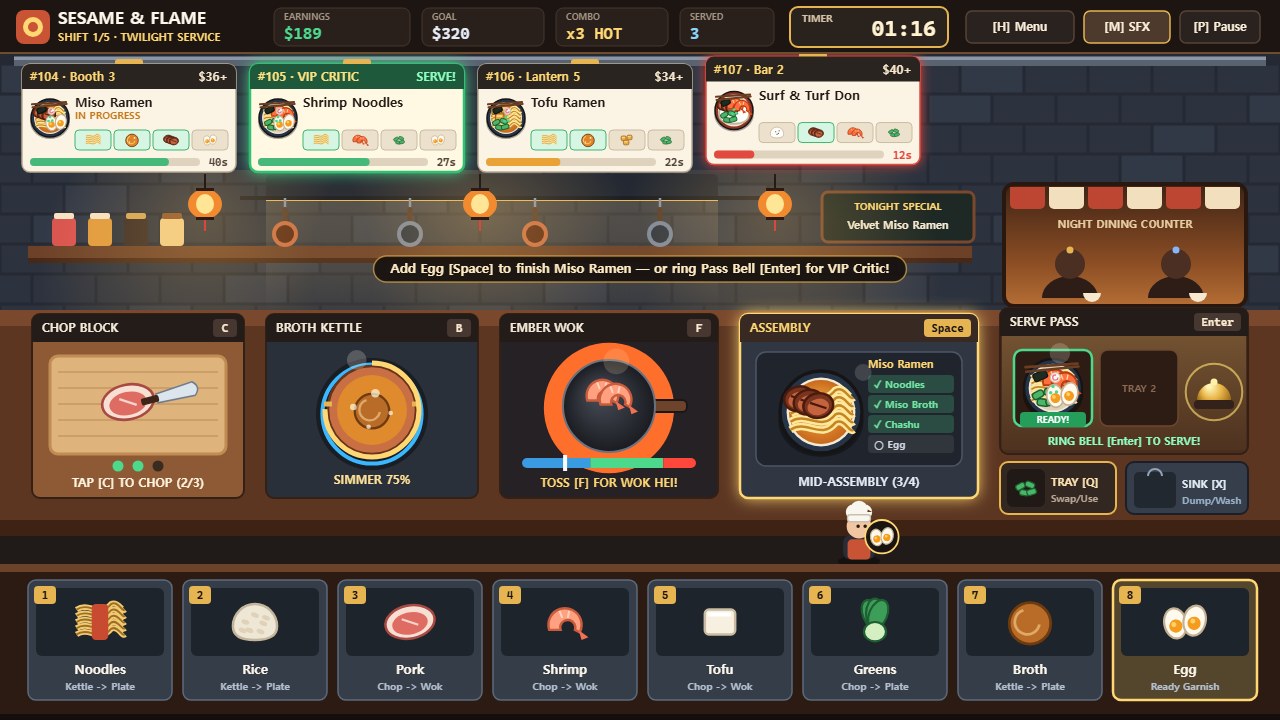 SESAME & FLAME
SHIFT 1/5 · TWILIGHT SERVICE
EARNINGS
$189
GOAL
$320
COMBO
x3 HOT
SERVED
3
TIMER
01:16
[H] Menu
[M] SFX
[P] Pause
#104 · Booth 3 $36+
Miso Ramen
IN PROGRESS
40s
#105 · VIP CRITIC SERVE!
Shrimp Noodles
27s
#106 · Lantern 5 $34+
Tofu Ramen
22s
#107 · Bar 2 $40+
Surf & Turf Don
12s
TONIGHT SPECIAL
Velvet Miso Ramen
NIGHT DINING COUNTER
Add Egg [Space] to finish Miso Ramen — or ring Pass Bell [Enter] for VIP Critic!
CHOP BLOCK C
TAP [C] TO CHOP (2/3)
BROTH KETTLE B
SIMMER 75%
EMBER WOK F
TOSS [F] FOR WOK HEI!
ASSEMBLY Space
Miso Ramen
✓ Noodles
✓ Miso Broth
✓ Chashu
○ Egg
MID-ASSEMBLY (3/4)
SERVE PASS Enter
READY!
TRAY 2
RING BELL [Enter] TO SERVE!
TRAY [Q]
Swap/Use
SINK [X]
Dump/Wash
1
Noodles
Kettle -> Plate
2
Rice
Kettle -> Plate
3
Pork
Chop -> Wok
4
Shrimp
Chop -> Wok
5
Tofu
Chop -> Wok
6
Greens
Chop -> Plate
7
Broth
Kettle -> Plate
8
Egg
Ready Garnish